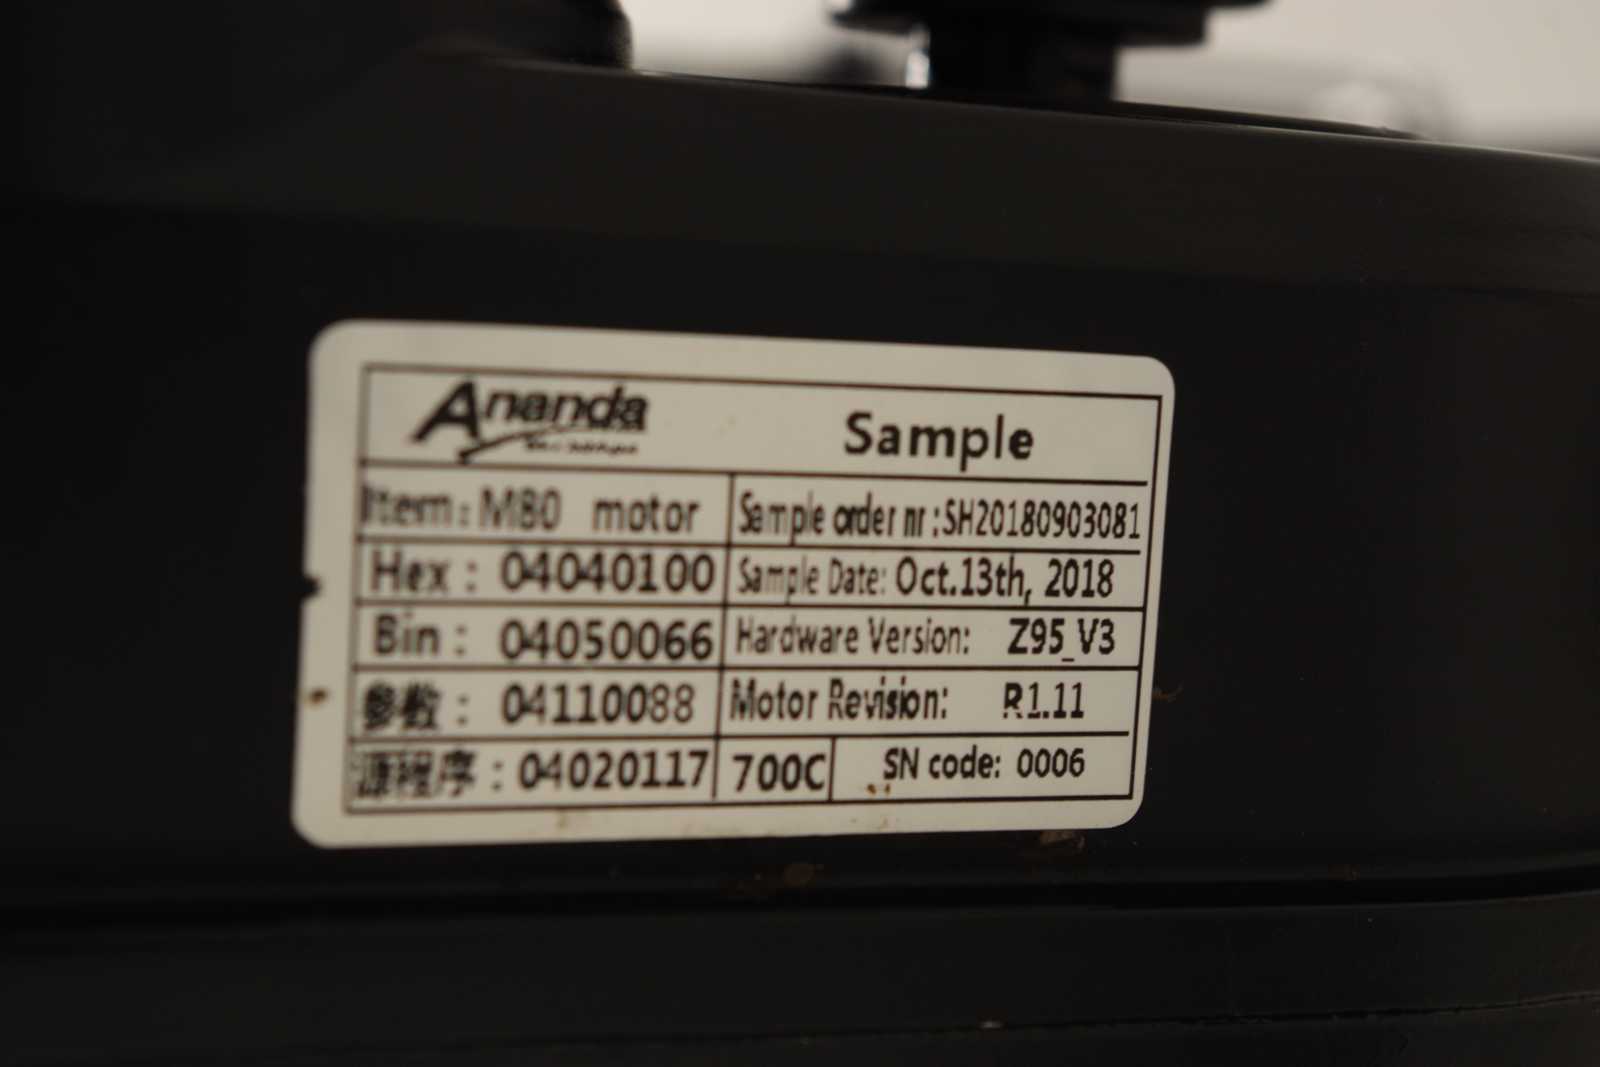 Ananda
Sample
Item: M80 motor
Sample order nr: SH20180903081
Hex: 04040100
Sample Date: Oct.13th, 2018
Bin: 04050066
Hardware Version: Z95_V3
参数: 04110088
Motor Revision: R1.11
源程序: 04020117
700C
SN code: 0006